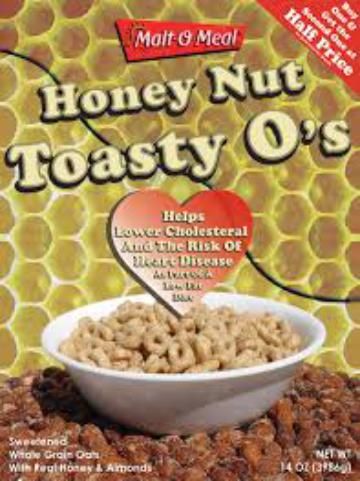 Malt-O-Meal
Buy
One &
Get the
Second One at
Half Price
Honey Nut
Toasty O's
Helps
Lower Cholesteral
And The Risk Of
Heart Disease
As Part Of A
Low Fat
Diet
Sweetened
Whole Grain Oats
With Real Honey & Almonds
NET WT
14 OZ (3986g)